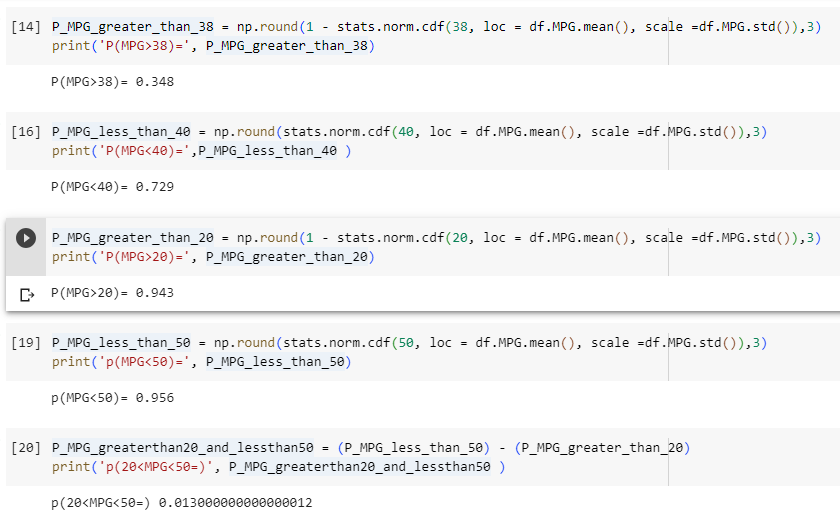 [14] P_MPG_greater_than_38 = np.round(1 - stats.norm.cdf(38, loc = df.MPG.mean(), scale =df.MPG.std()),3)
print('P(MPG>38)=', P_MPG_greater_than_38)
P(MPG>38)= 0.348
[16] P_MPG_less_than_40 = np.round(stats.norm.cdf(40, loc = df.MPG.mean(), scale =df.MPG.std()),3)
print('P(MPG<40)=',P_MPG_less_than_40 )
P(MPG<40)= 0.729
P_MPG_greater_than_20 = np.round(1 - stats.norm.cdf(20, loc = df.MPG.mean(), scale =df.MPG.std()),3)
print('P(MPG>20)=', P_MPG_greater_than_20)
P(MPG>20)= 0.943
[19] P_MPG_less_than_50 = np.round(stats.norm.cdf(50, loc = df.MPG.mean(), scale =df.MPG.std()),3)
print('p(MPG<50)=', P_MPG_less_than_50)
p(MPG<50)= 0.956
[20] P_MPG_greaterthan20_and_lessthan50 = (P_MPG_less_than_50) - (P_MPG_greater_than_20)
print('p(20<MPG<50=)', P_MPG_greaterthan20_and_lessthan50 )
p(20<MPG<50=) 0.013000000000000012